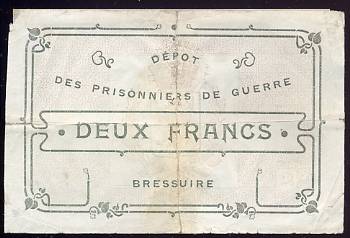 DÉPOT
DES PRISONNIERS DE GUERRE
· DEUX FRANCS ·
BRESSUIRE